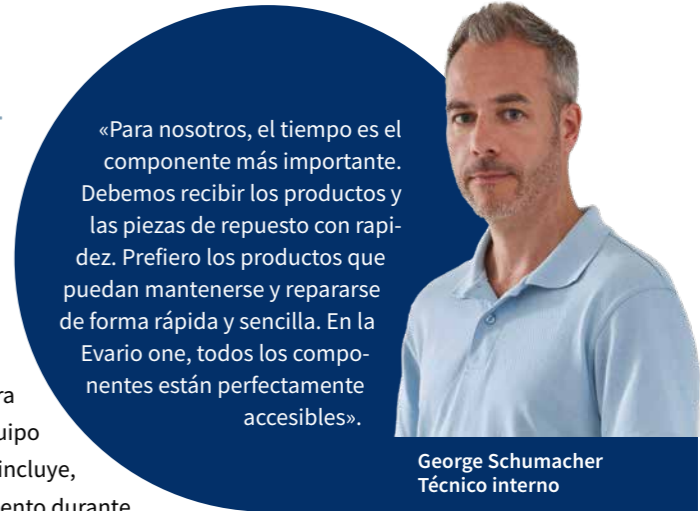 «Para nosotros, el tiempo es el
componente más importante.
Debemos recibir los productos y
las piezas de repuesto con rapi-
dez. Prefiero los productos que
puedan mantenerse y repararse
de forma rápida y sencilla. En la
Evario one, todos los compo-
nentes están perfectamente
accesibles».
George Schumacher
Técnico interno
incluye,
durante